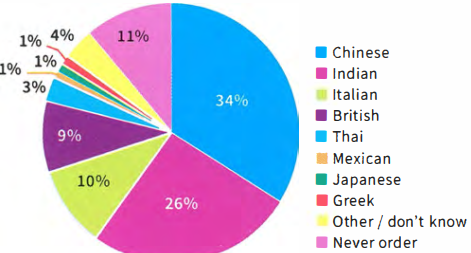 11%
4%
1%
1%
1%
3%
9%
10%
26%
34%
Chinese
Indian
Italian
British
Thai
Mexican
Japanese
Greek
Other / don't know
Never order